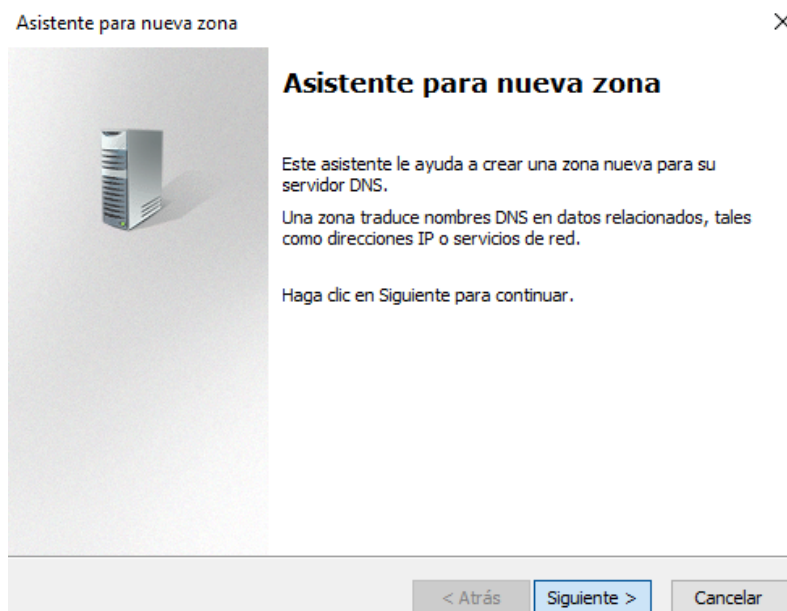 Asistente para nueva zona
Asistente para nueva zona
Este asistente le ayuda a crear una zona nueva para su
servidor DNS.
Una zona traduce nombres DNS en datos relacionados, tales
como direcciones IP o servicios de red.
Haga clic en Siguiente para continuar.
< Atrás
Siguiente >
Cancelar